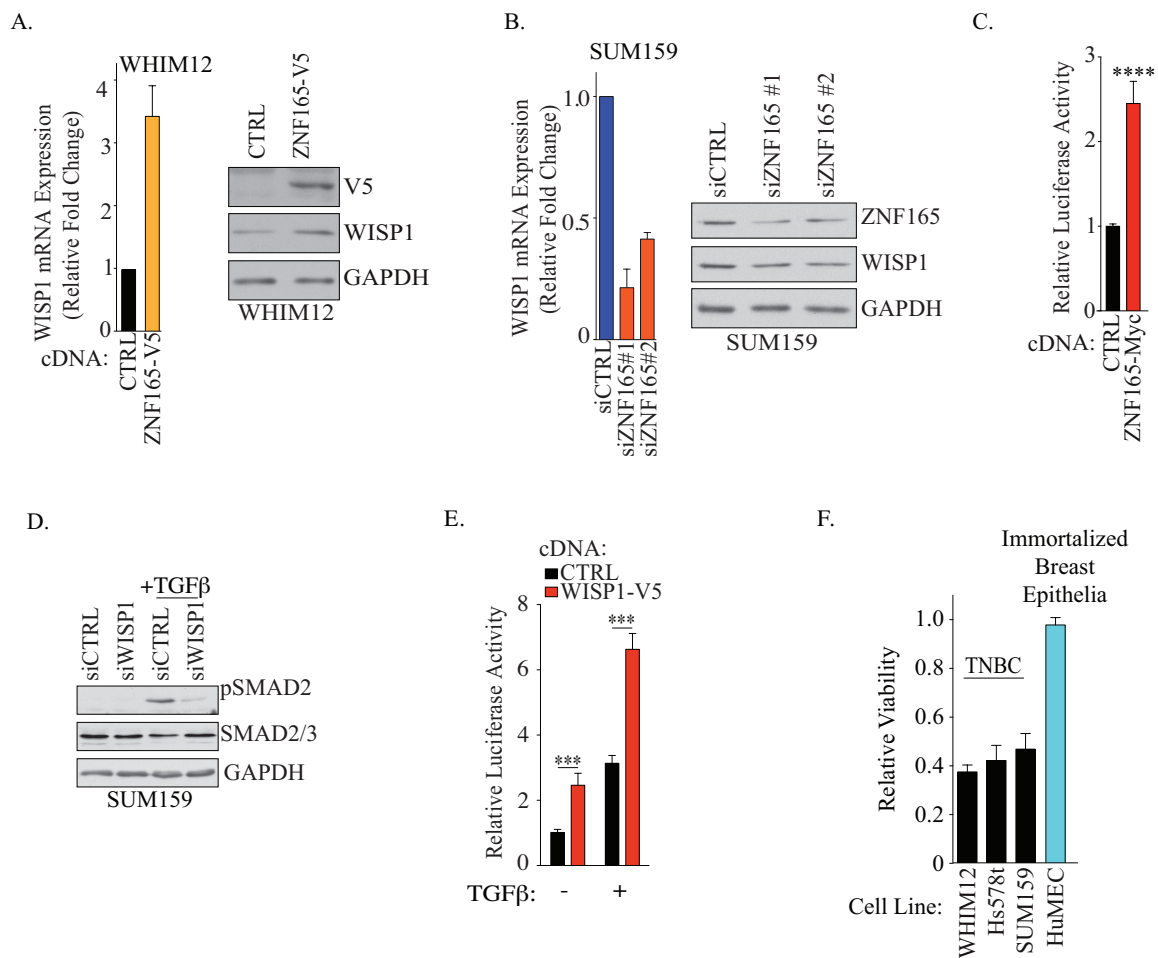 A.
WHIM12
WISP1 mRNA Expression
(Relative Fold Change)
4
3
2
1
0
cDNA:
CTRL
ZNF165-V5
CTRL
ZNF165-V5
V5
WISP1
GAPDH
WHIM12
B.
SUM159
WISP1 mRNA Expression
(Relative Fold Change)
1.0
0.5
0
siCTRL
siZNF165#1
siZNF165#2
siCTRL
siZNF165 #1
siZNF165 #2
ZNF165
WISP1
GAPDH
SUM159
C.
Relative Luciferase Activity
3
2
1
0
****
cDNA:
CTRL
ZNF165-Myc
D.
+TGFβ
siCTRL
siWISP1
siCTRL
siWISP1
pSMAD2
SMAD2/3
GAPDH
SUM159
E.
cDNA:
CTRL
WISP1-V5
Relative Luciferase Activity
8
6
4
2
0
***
***
TGFβ: - +
F.
Immortalized
Breast
Epithelia
TNBC
Relative Viability
1.0
0.8
0.6
0.4
0.2
0
Cell Line:
WHIM12
Hs578t
SUM159
HuMEC